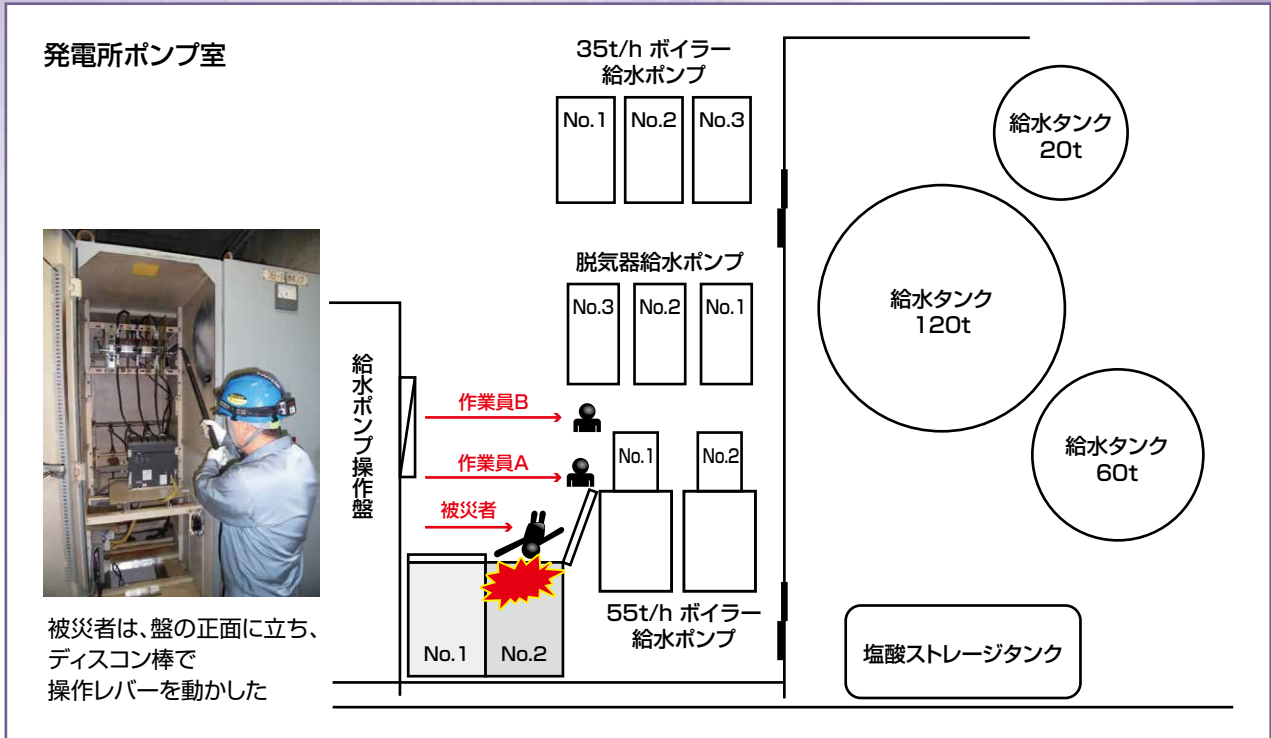 発電所ポンプ室
35t/h ボイラー
給水ポンプ
No.1 No.2 No.3
給水タンク
20t
脱気器給水ポンプ
No.3 No.2 No.1
給水タンク
120t
給水ポンプ操作盤
作業員B
作業員A
被災者
No.1 No.2
給水タンク
60t
No.1 No.2
55t/h ボイラー
給水ポンプ
塩酸ストレージタンク
被災者は、盤の正面に立ち、
ディスコン棒で
操作レバーを動かした